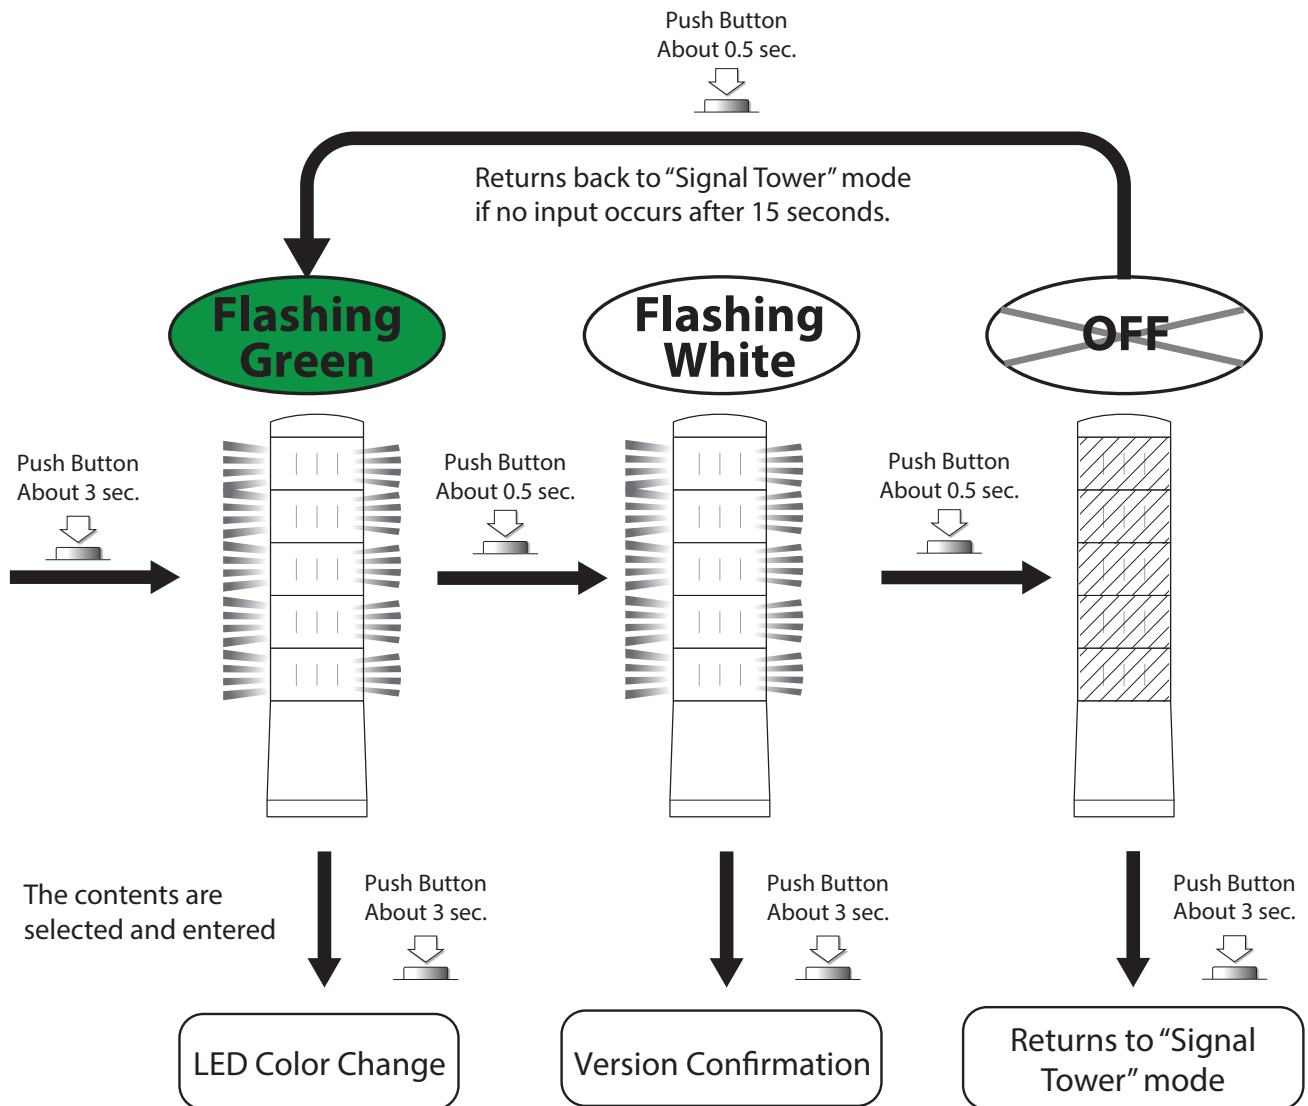 Push Button
About 0.5 sec.
Returns back to “Signal Tower” mode
if no input occurs after 15 seconds.
Flashing
Green
Flashing
White
OFF
Push Button
About 3 sec.
Push Button
About 0.5 sec.
Push Button
About 0.5 sec.
The contents are
selected and entered
Push Button
About 3 sec.
Push Button
About 3 sec.
Push Button
About 3 sec.
LED Color Change
Version Confirmation
Returns to “Signal
Tower” mode